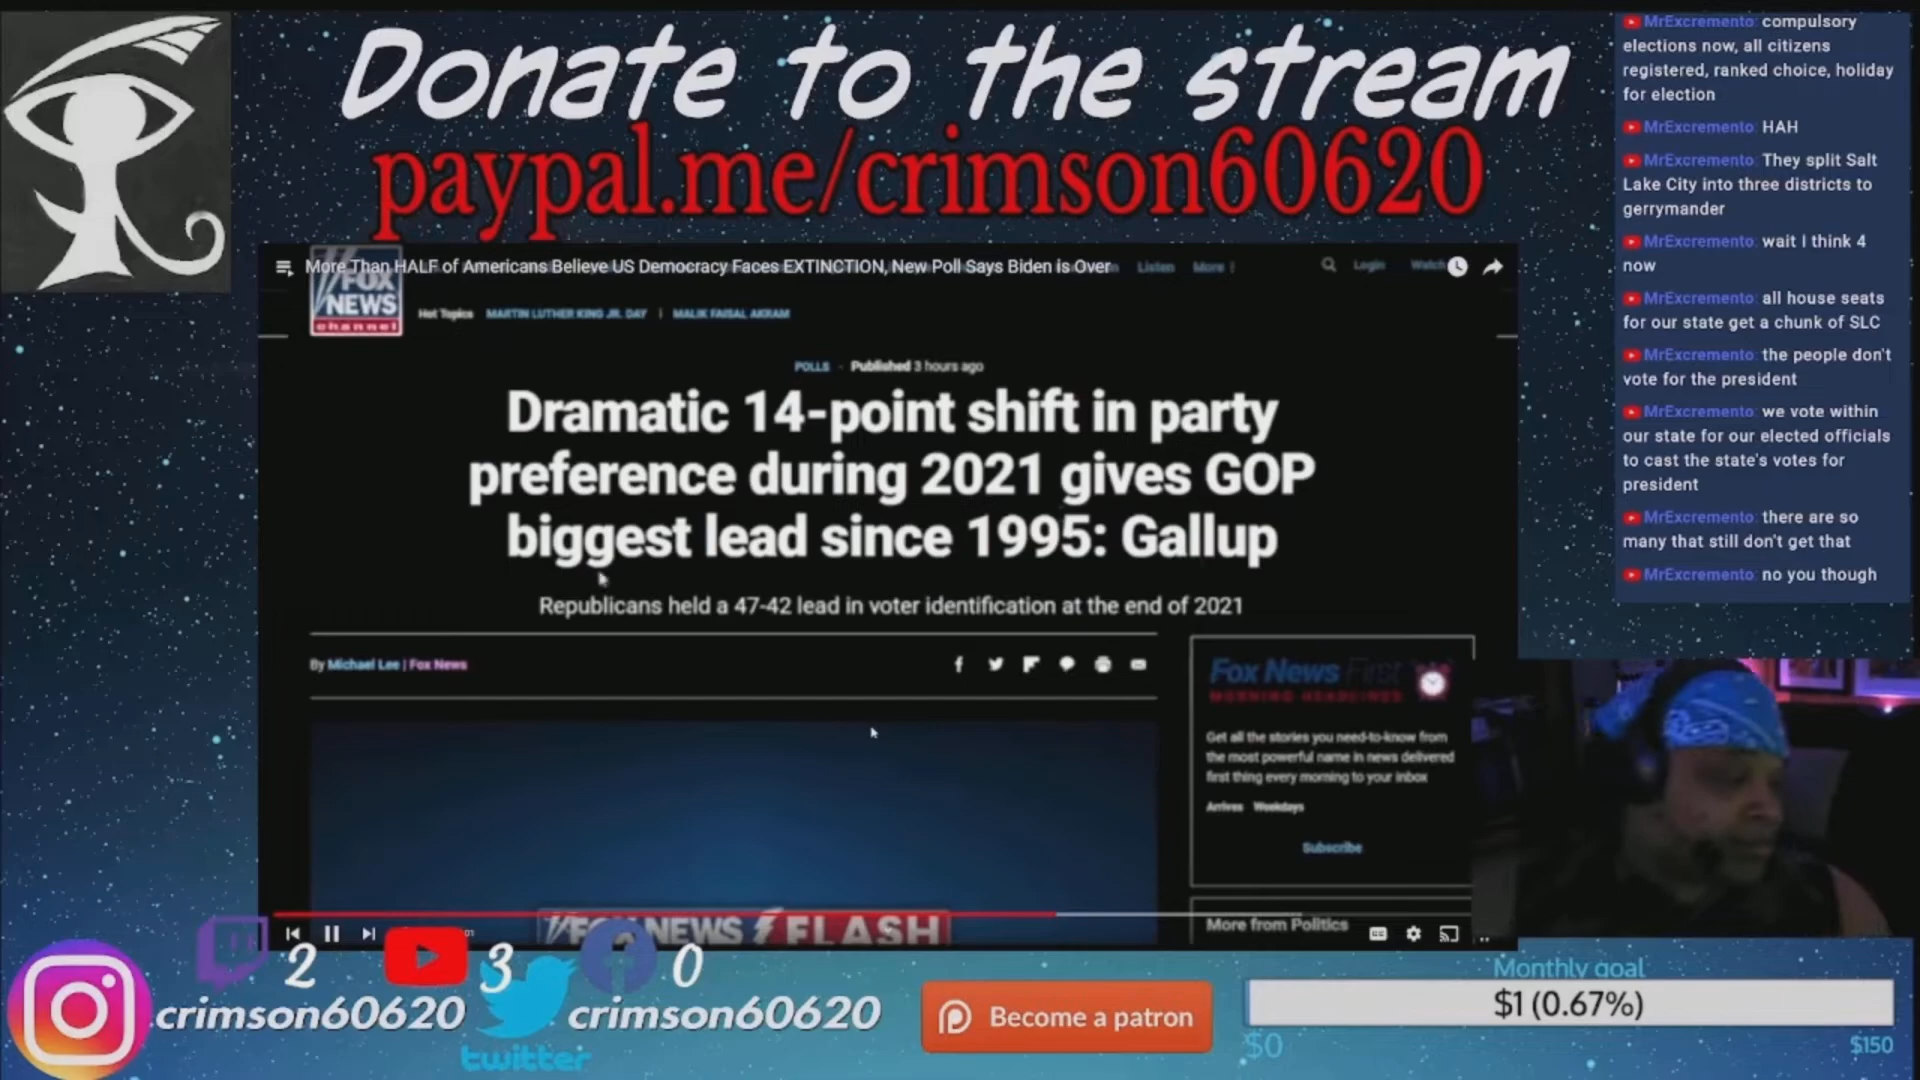 Donate to the stream
paypal.me/crimson60620
MrExcremento: compulsory
elections now, all citizens
registered, ranked choice, holiday
for election
MrExcremento: HAH
MrExcremento: They split Salt
Lake City into three districts to
gerrymander
MrExcremento: wait I think 4
now
MrExcremento: all house seats
for our state get a chunk of SLC
MrExcremento: the people don't
vote for the president
MrExcremento: we vote within
our state for our elected officials
to cast the state's votes for
president
MrExcremento: there are so
many that still don't get that
MrExcremento: no you though
More Than HALF of Americans Believe US Democracy Faces EXTINCTION, New Poll Says Biden is Over
Listen More
Login Watch
FOX
NEWS
channel
Hot Topics MARTIN LUTHER KING JR. DAY | MALIK FAISAL AKRAM
POLLS - Published 3 hours ago
Dramatic 14-point shift in party
preference during 2021 gives GOP
biggest lead since 1995: Gallup
Republicans held a 47-42 lead in voter identification at the end of 2021
By Michael Lee | Fox News
Fox News First
MORNING HEADLINES
Get all the stories you need-to-know from
the most powerful name in news delivered
first thing every morning to your inbox
Arrives Weekdays
Subscribe
More from Politics
FOX NEWS FLASH
2 3 0
crimson60620
crimson60620
twitter
Become a patron
Monthly goal
$1 (0.67%)
$0 $150